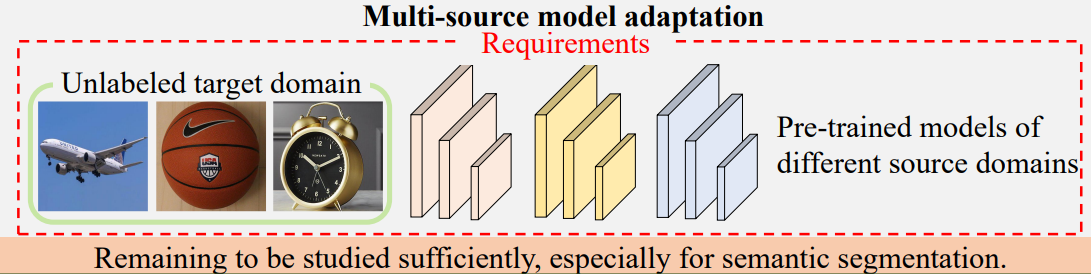 Multi-source model adaptation
Requirements
Unlabeled target domain
USA
Pre-trained models of
different source domains
Remaining to be studied sufficiently, especially for semantic segmentation.